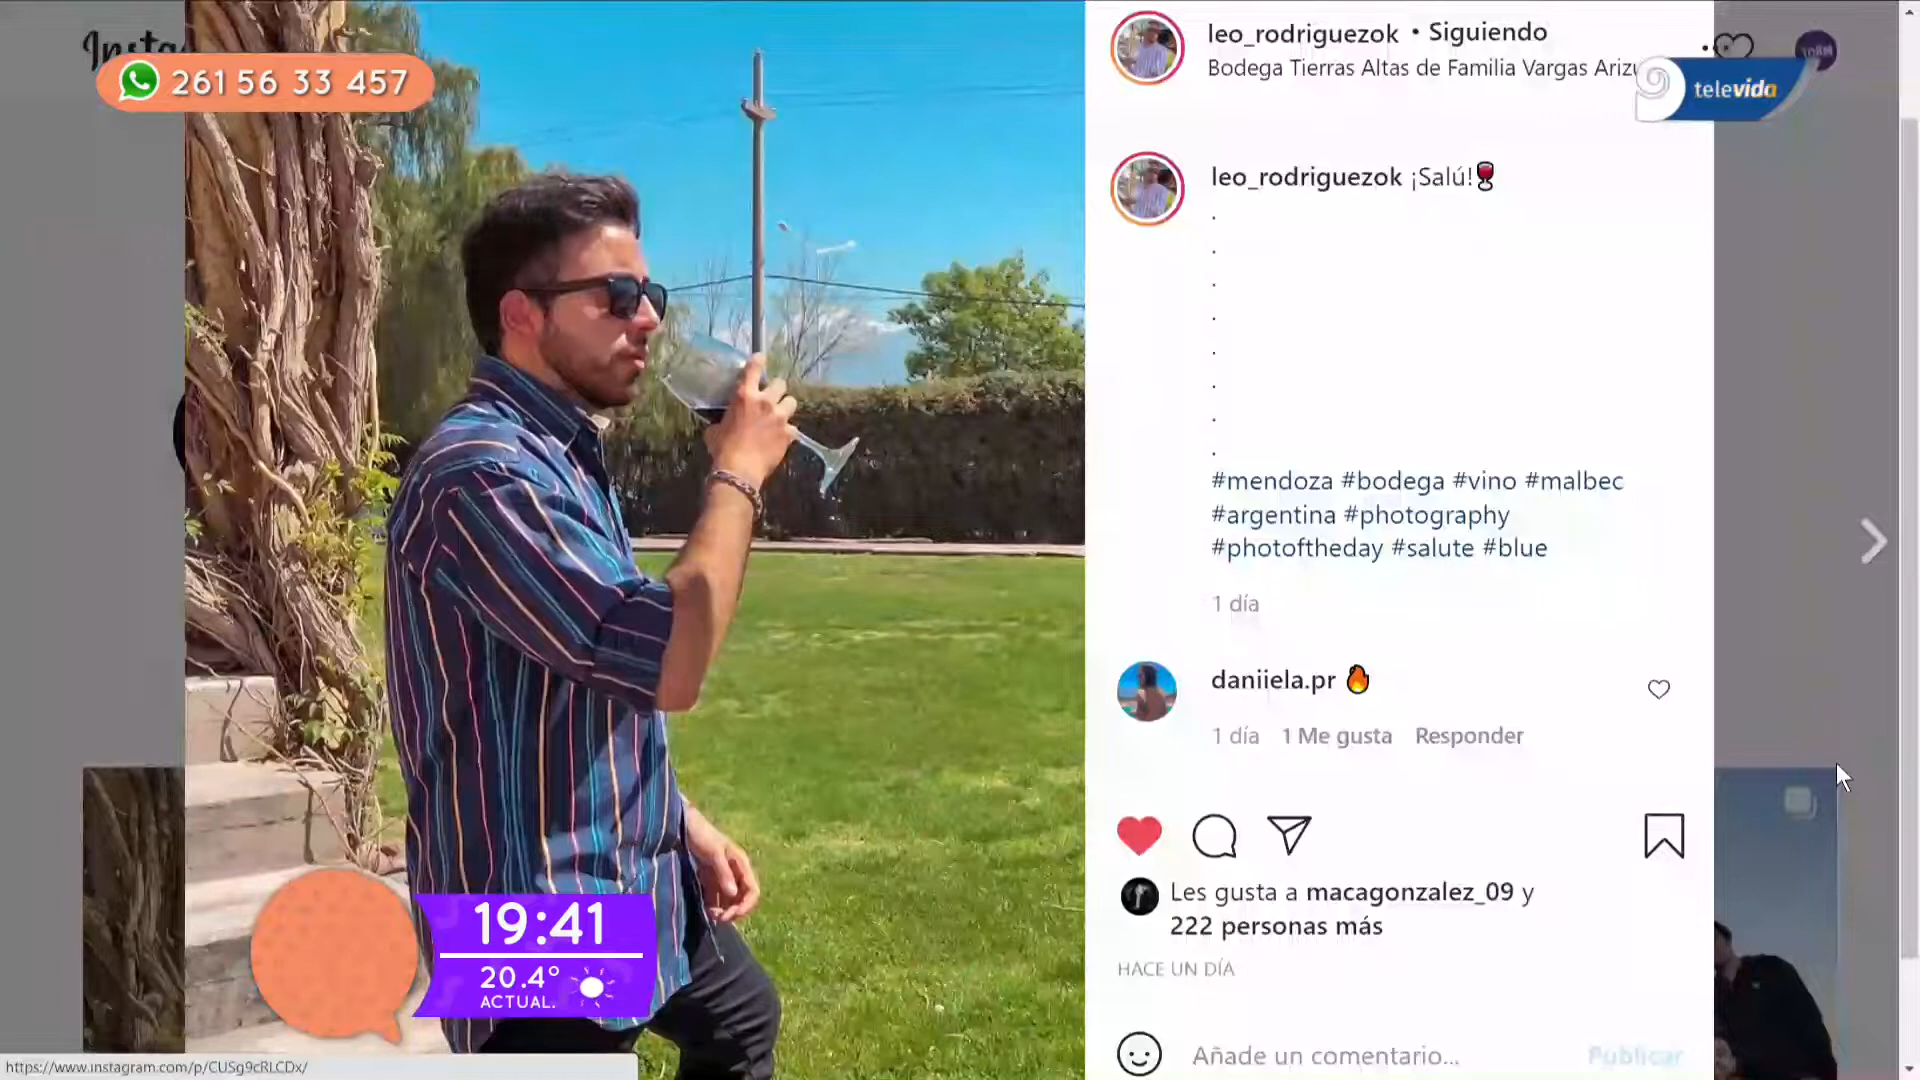 Insta
261 56 33 457
leo_rodriguezok • Siguiendo
Bodega Tierras Altas de Familia Vargas Arizu
9 televida
leo_rodriguezok ¡Salú!🍷
.
.
.
.
.
.
.
.
#mendoza #bodega #vino #malbec
#argentina #photography
#photoftheday #salute #blue
1 día
daniiela.pr 🔥
1 día 1 Me gusta Responder
Les gusta a macagonzalez_09 y
222 personas más
HACE UN DÍA
Añade un comentario...
Publicar
19:41
20.4°
ACTUAL.
https://www.instagram.com/p/CUSg9cRLCDx/